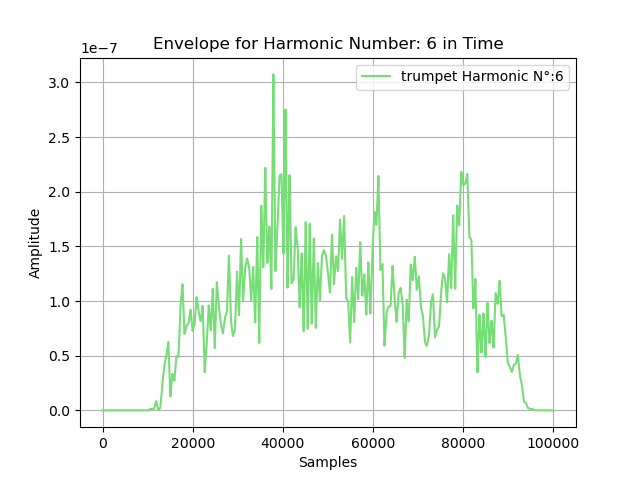 Envelope for Harmonic Number: 6 in Time
1e−7
trumpet Harmonic N°:6
3.0
2.5
2.0
1.5
1.0
0.5
0.0
Amplitude
0 20000 40000 60000 80000 100000
Samples